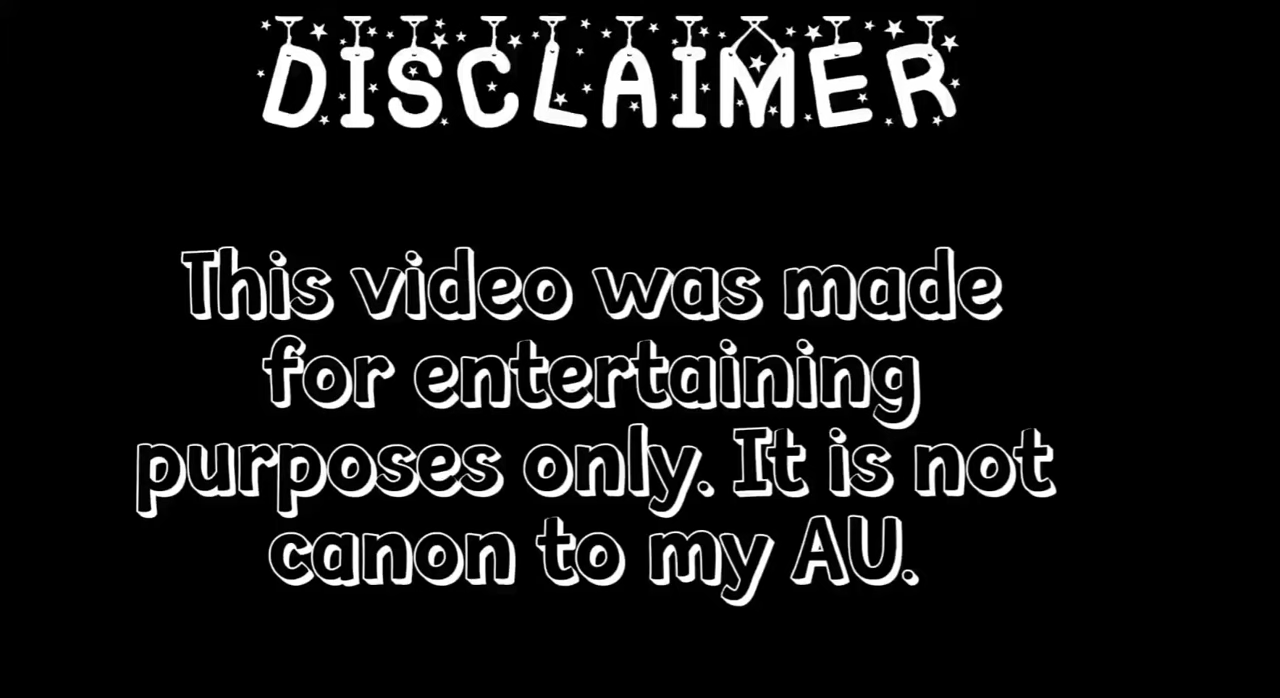 DISCLAIMER
This video was made
for entertaining
purposes only. It is not
canon to my AU.